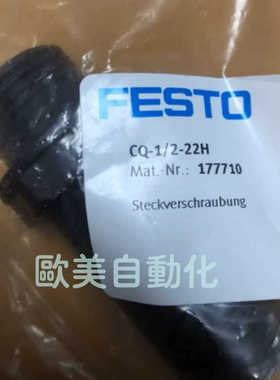 FESTO
CQ-1/2-22H
Mat.-Nr.: 177710
Steckverschraubung
歐美自動化